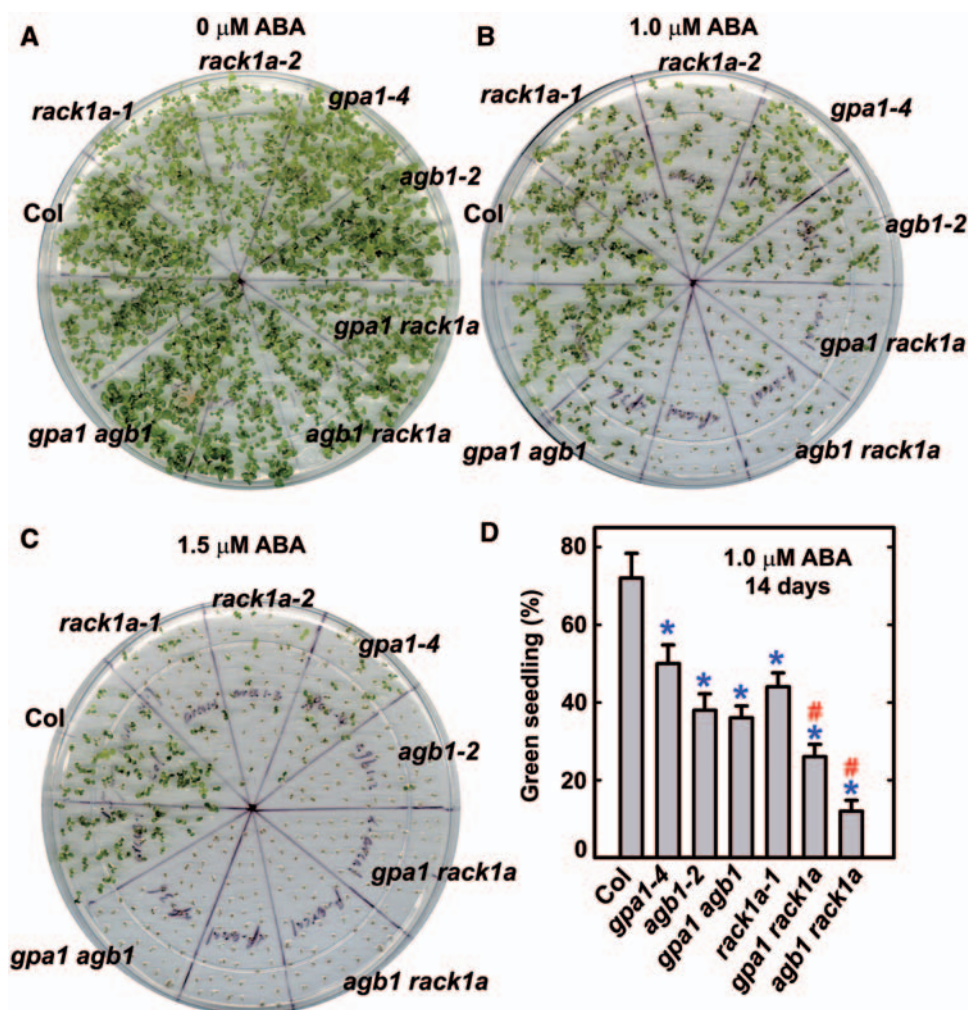 A
0 μM ABA
rack1a-2
rack1a-1
gpa1-4
agb1-2
Col
gpa1 rack1a
gpa1 agb1
agb1 rack1a
B
1.0 μM ABA
rack1a-2
rack1a-1
gpa1-4
agb1-2
gpa1 rack1a
gpa1 agb1
agb1 rack1a
C
1.5 μM ABA
rack1a-2
rack1a-1
gpa1-4
Col
agb1-2
gpa1 rack1a
gpa1 agb1
agb1 rack1a
D
1.0 μM ABA
14 days
Green seedling (%)
80
60
40
20
0
*
*
*
*
#
*
#
*
Col
gpa1-4
agb1-2
gpa1 agb1
rack1a-1
gpa1 rack1a
agb1 rack1a